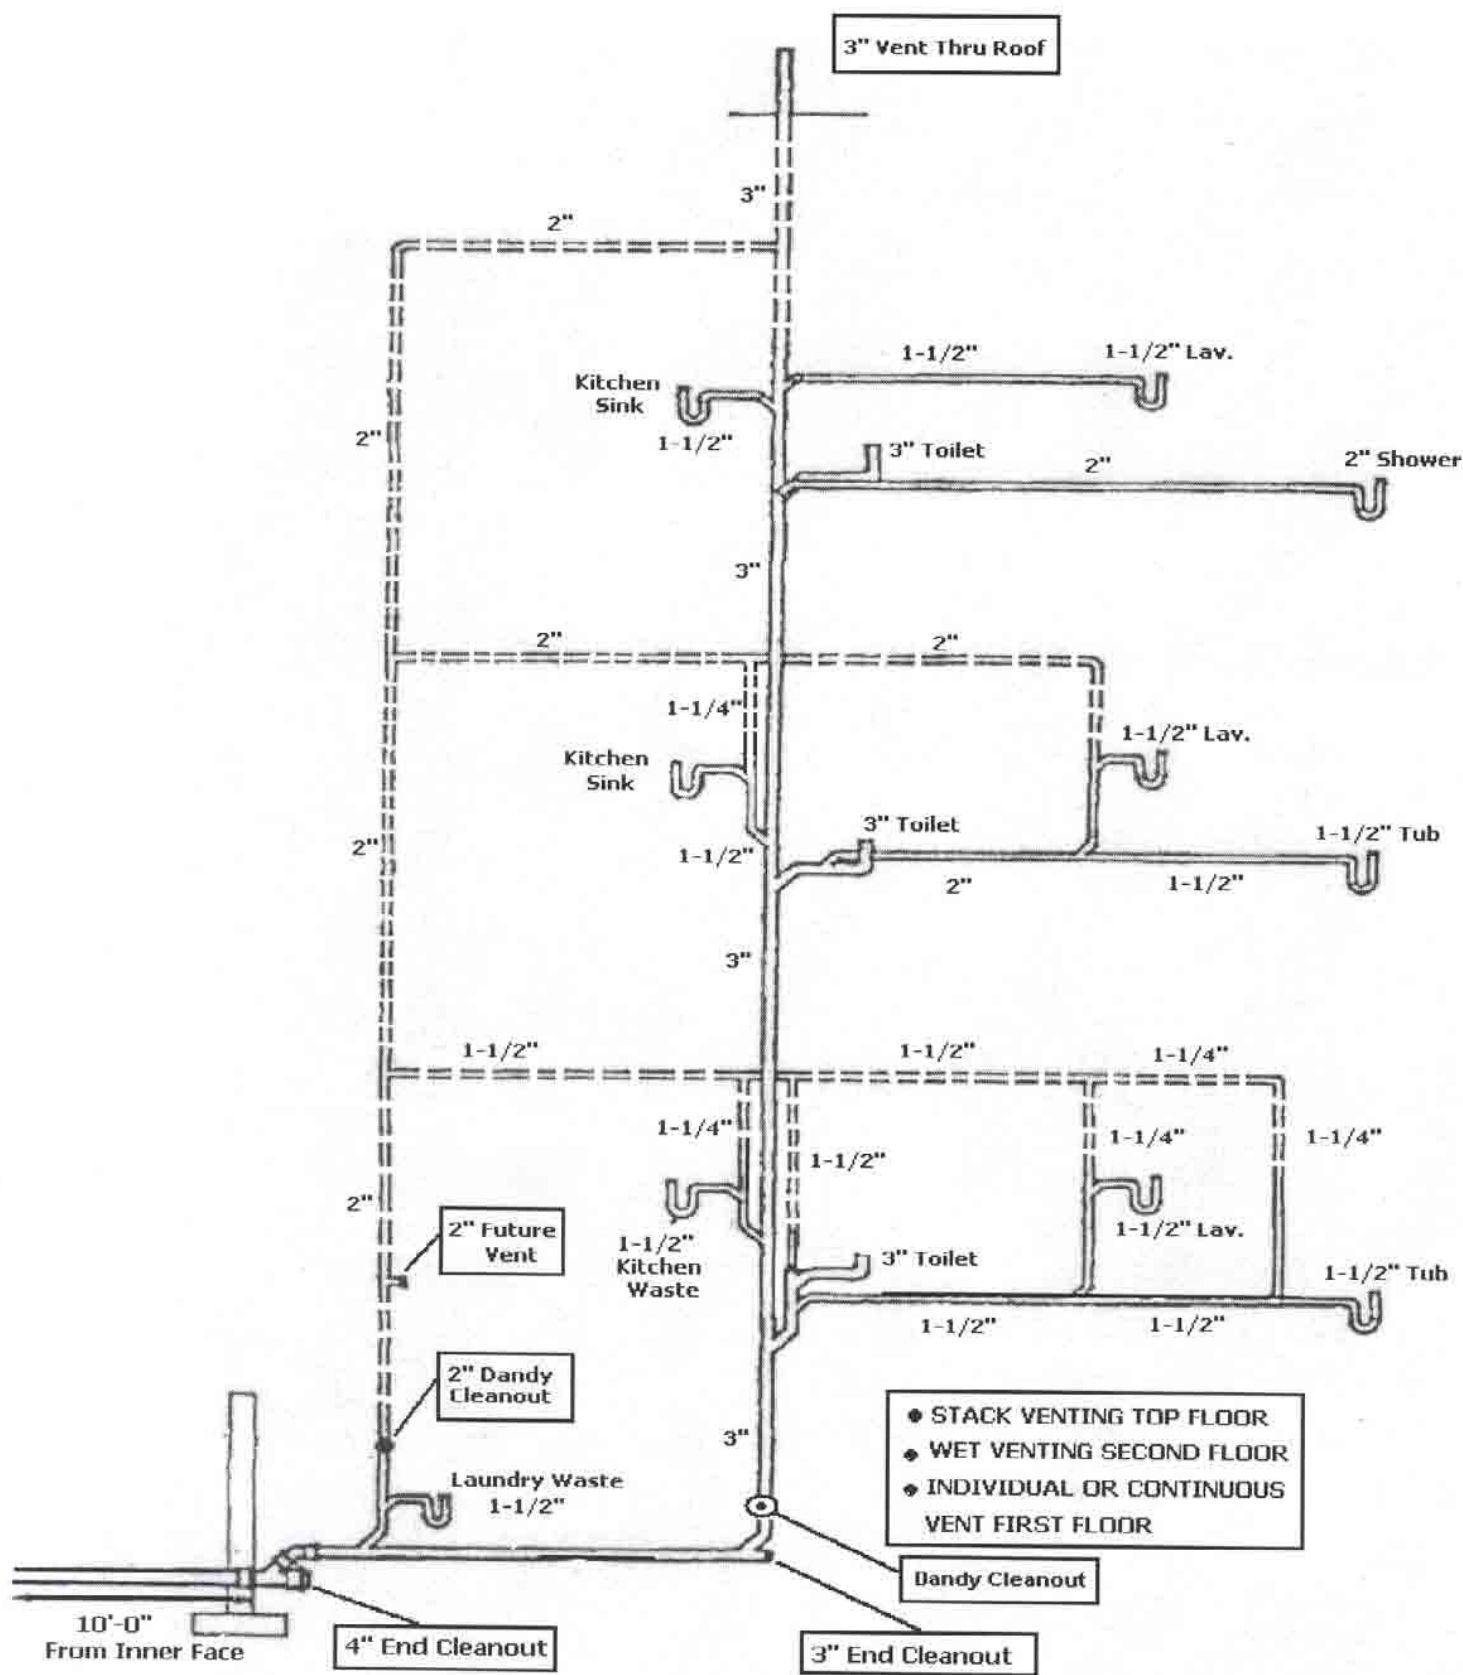 3" Vent Thru Roof
3"
2"
1-1/2"
1-1/2" Lav.
Kitchen
Sink
1-1/2"
2"
3" Toilet
2"
2" Shower
3"
2"
2"
1-1/4"
1-1/2" Lav.
Kitchen
Sink
3" Toilet
1-1/2" Tub
2"
1-1/2"
2"
1-1/2"
3"
1-1/2"
1-1/2"
1-1/4"
1-1/4"
1-1/2"
1-1/4"
1-1/4"
2"
2" Future
Vent
1-1/2"
Kitchen
Waste
1-1/2" Lav.
3" Toilet
1-1/2" Tub
1-1/2"
1-1/2"
2" Dandy
Cleanout
3"
STACK VENTING TOP FLOOR
WET VENTING SECOND FLOOR
INDIVIDUAL OR CONTINUOUS
VENT FIRST FLOOR
Laundry Waste
1-1/2"
Dandy Cleanout
10'-0"
From Inner Face
4" End Cleanout
3" End Cleanout